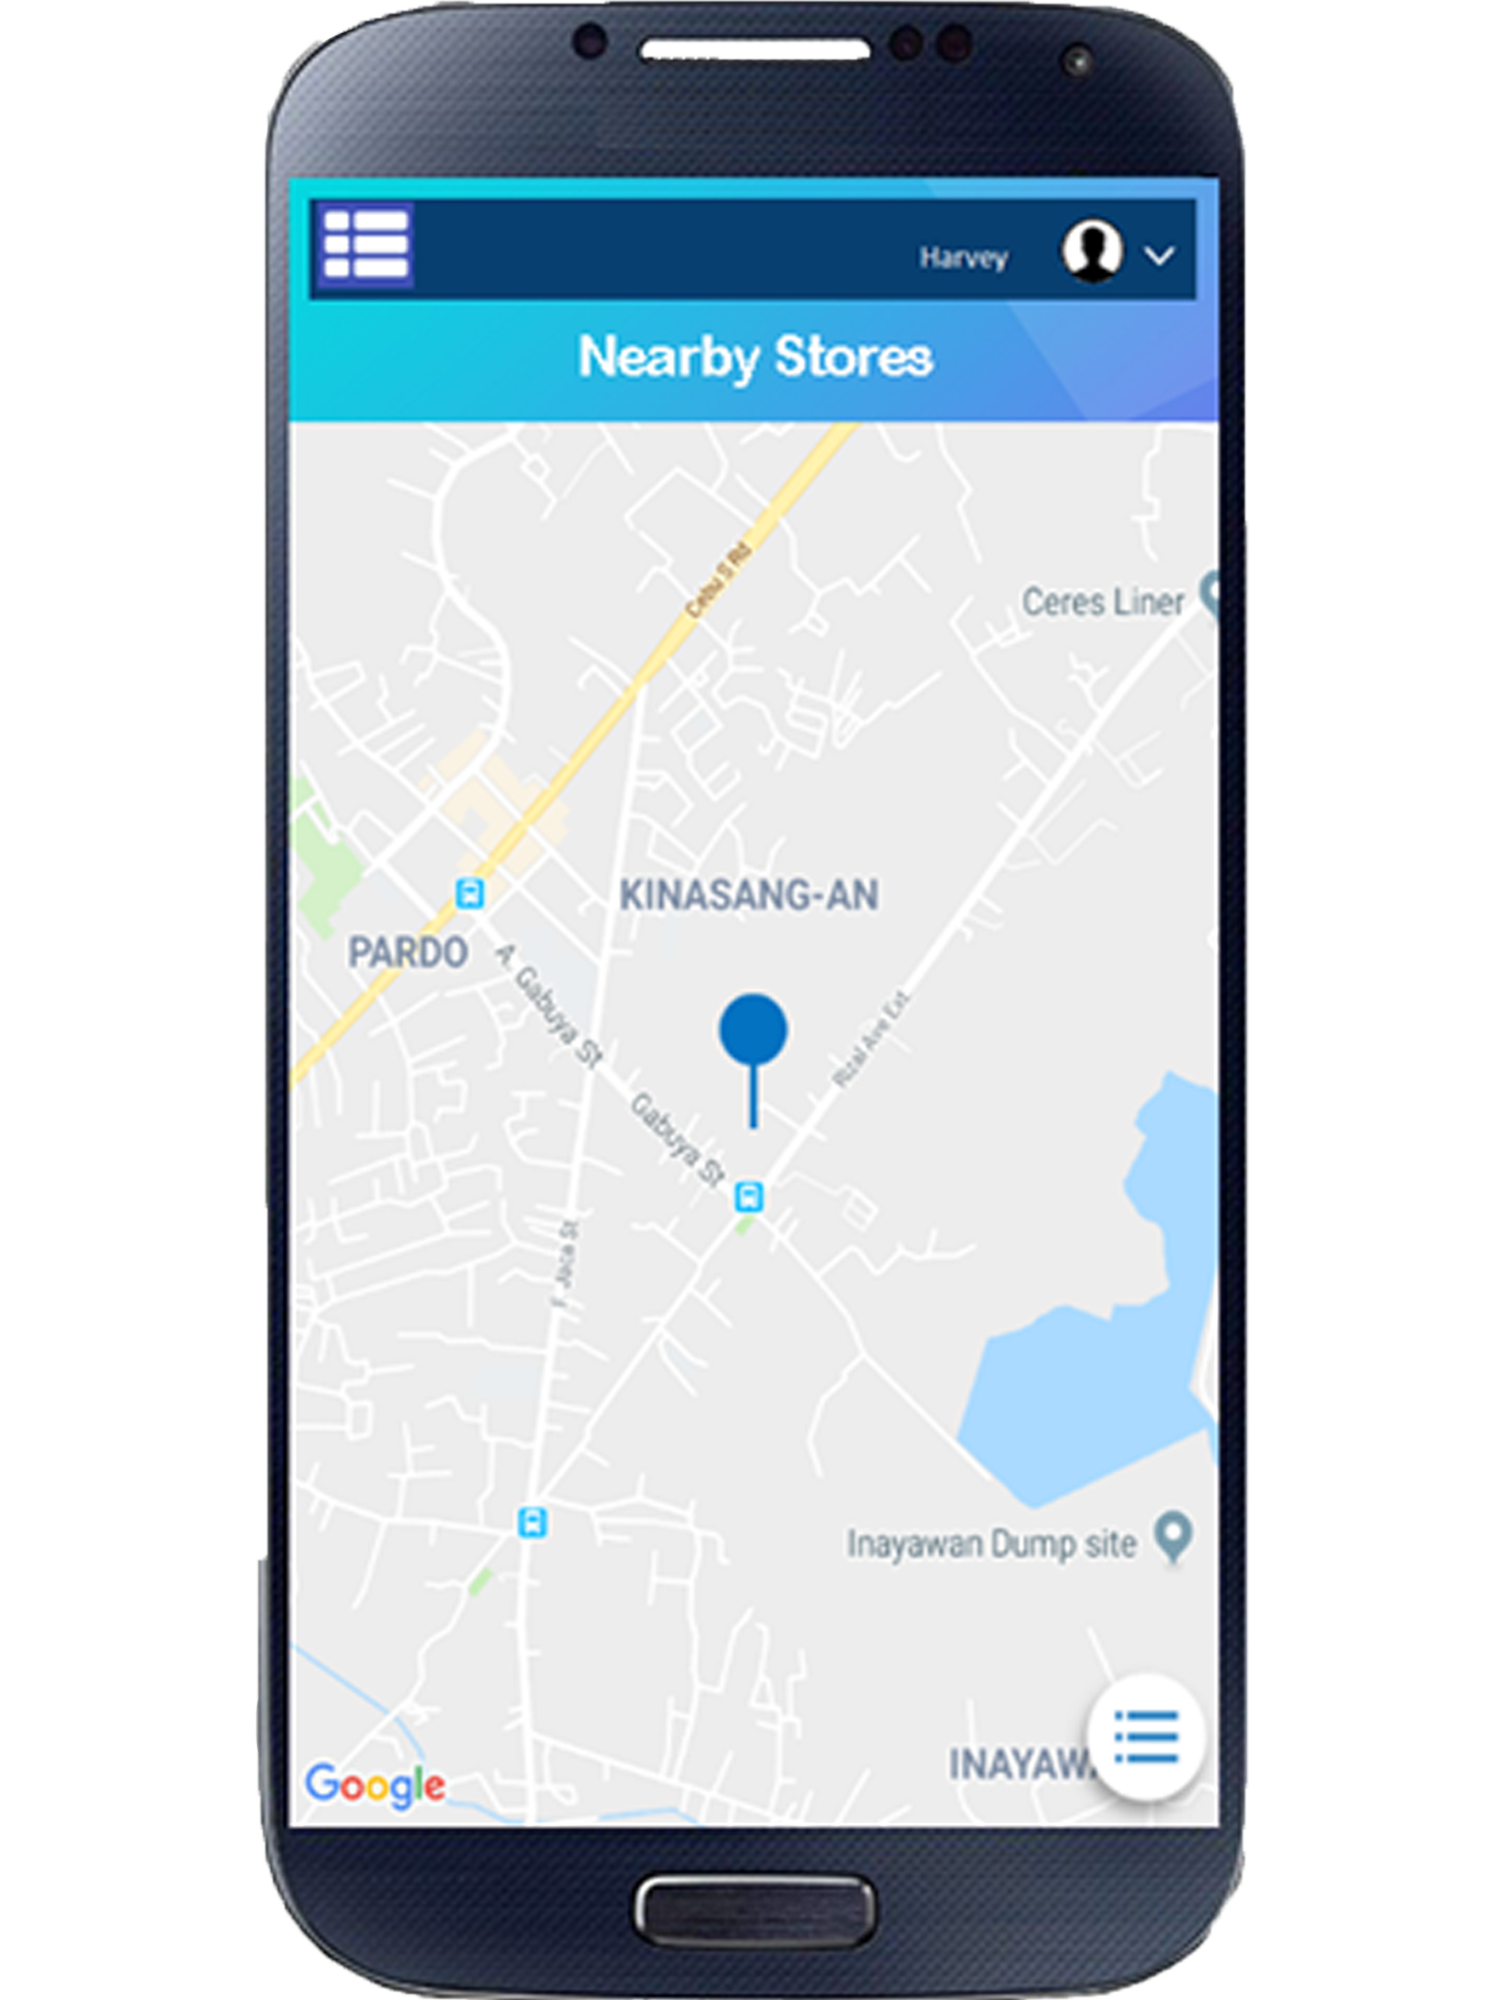 Harvey
Nearby Stores
Cebu S Rd
Ceres Liner
KINASANG-AN
PARDO
A. Gabuya St
Rizal Ave Ext
Gabuya St
F. Jaca St
Inayawan Dump site
INAYAWA
Google